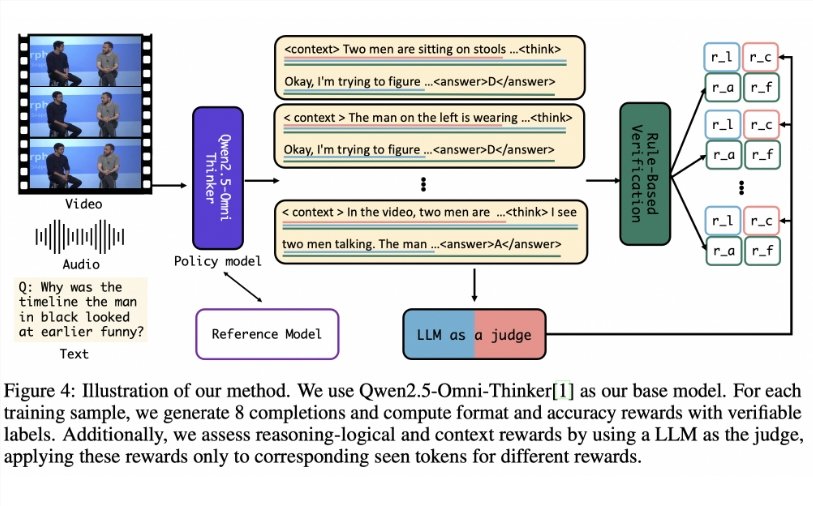 <context> Two men are sitting on stools ...<think>
Okay, I'm trying to figure ...<answer>D</answer>
< context > The man on the left is wearing ...<think>
Okay, I'm trying to figure ...<answer>D</answer>
< context > In the video, two men are ...<think> I see
two men talking. The man ...<answer>A</answer>
Video
Audio
Q: Why was the
timeline the man
in black looked
at earlier funny?
Text
Qwen2.5-Omni
Thinker
Policy model
Reference Model
LLM as a judge
Rule-Based
Verification
r_l r_c
r_a r_f
r_l r_c
r_a r_f
r_l r_c
r_a r_f
Figure 4: Illustration of our method. We use Qwen2.5-Omni-Thinker[1] as our base model. For each
training sample, we generate 8 completions and compute format and accuracy rewards with verifiable
labels. Additionally, we assess reasoning-logical and context rewards by using a LLM as the judge,
applying these rewards only to corresponding seen tokens for different rewards.